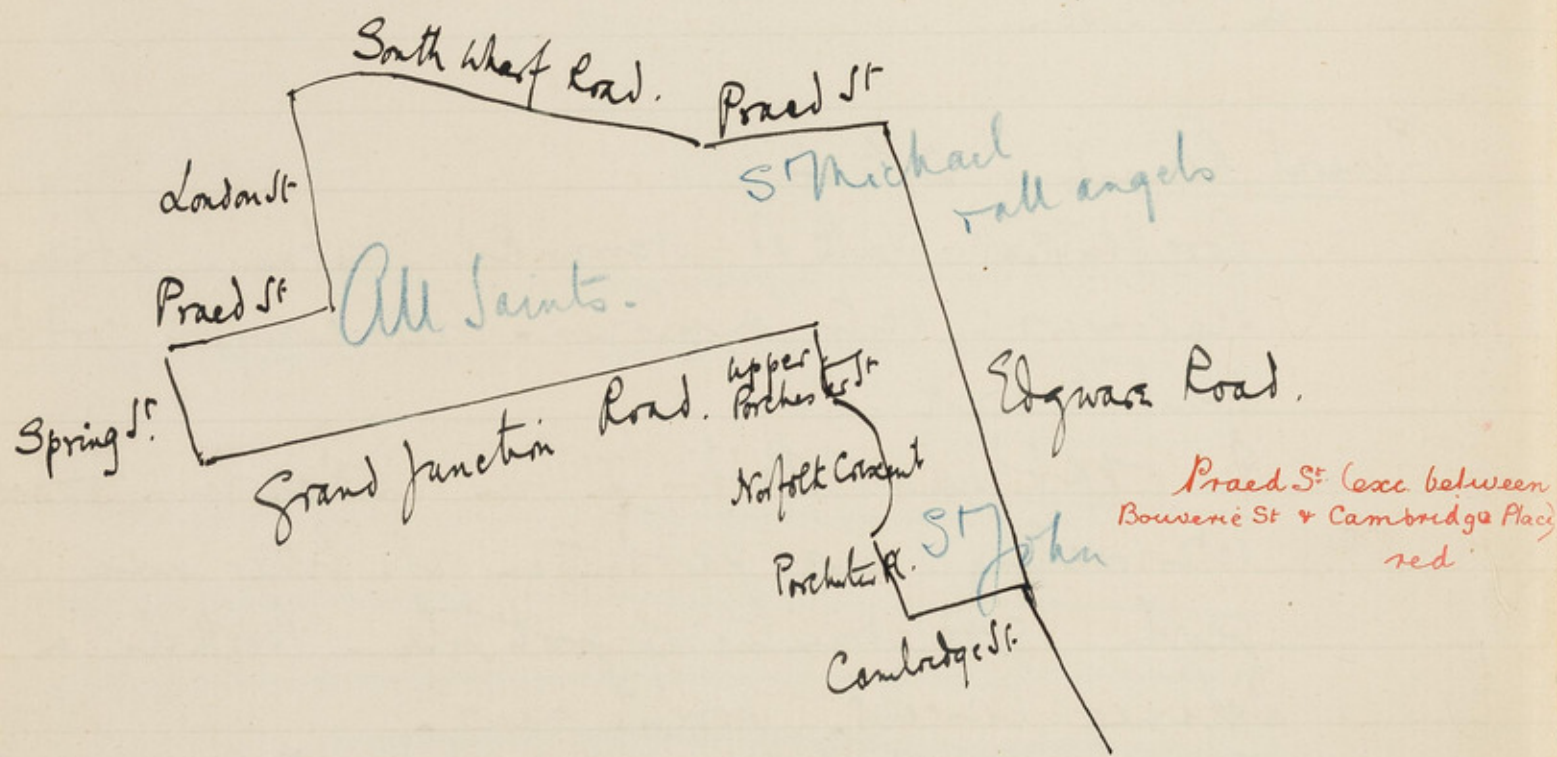 South Wharf Road.
Praed St
St Michael
+ all angels
London St
All Saints.
Praed St
Edgware Road.
Spring St.
Grand Junction Road.
upper
Porchester St
Norfolk Crescent
Praed St. (exc. between
Bouverie St & Cambridge Place)
red
St John
Porchester Pl.
Cambridge St.